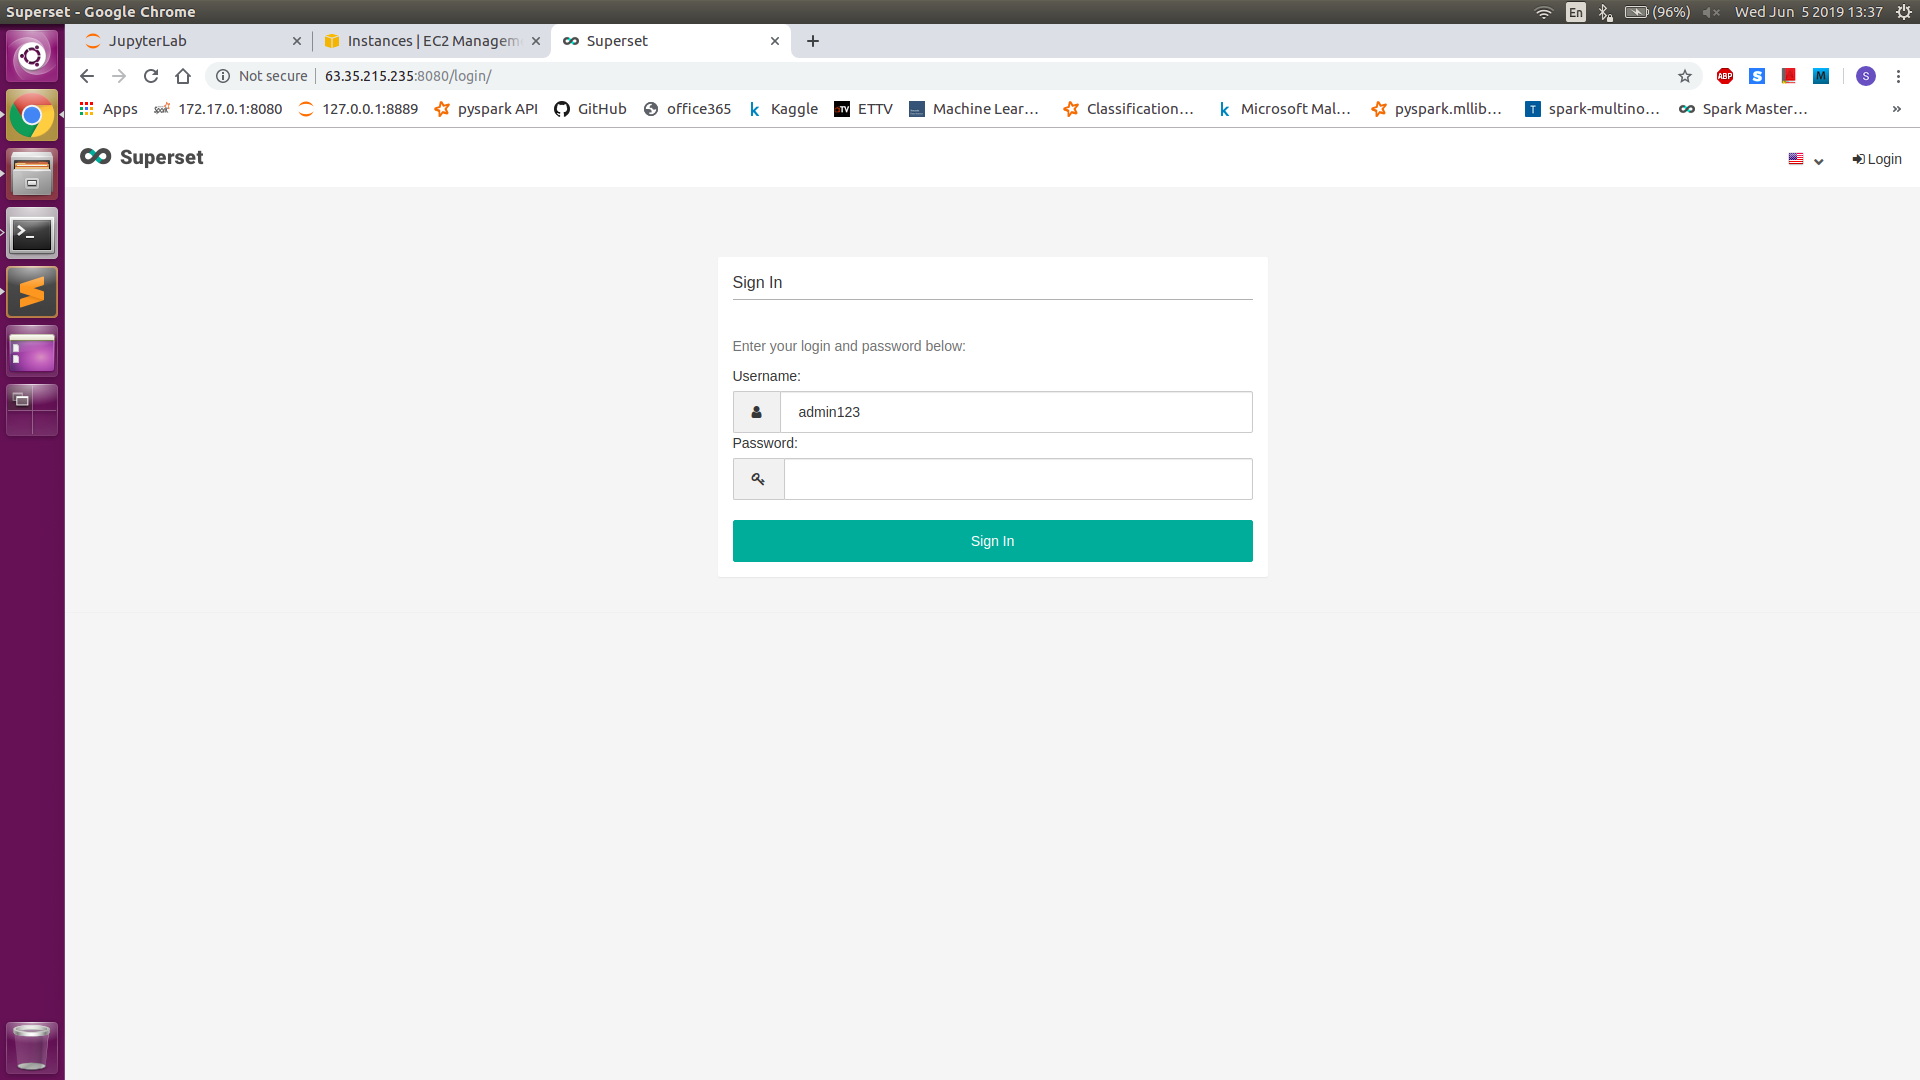 Superset - Google Chrome
En
(96%)
Wed Jun 5 2019 13:37
JupyterLab
Instances | EC2 Managem
Superset
Not secure
63.35.215.235:8080/login/
ABP
S
M
S
Apps
Spark
172.17.0.1:8080
127.0.0.1:8889
pyspark API
GitHub
office365
k
Kaggle
TV
ETTV
Machine Lear...
Classification...
k
Microsoft Mal...
pyspark.mllib...
T
spark-multino...
Spark Master...
»
Superset
Login
Sign In
Enter your login and password below:
Username:
admin123
Password:
Sign In